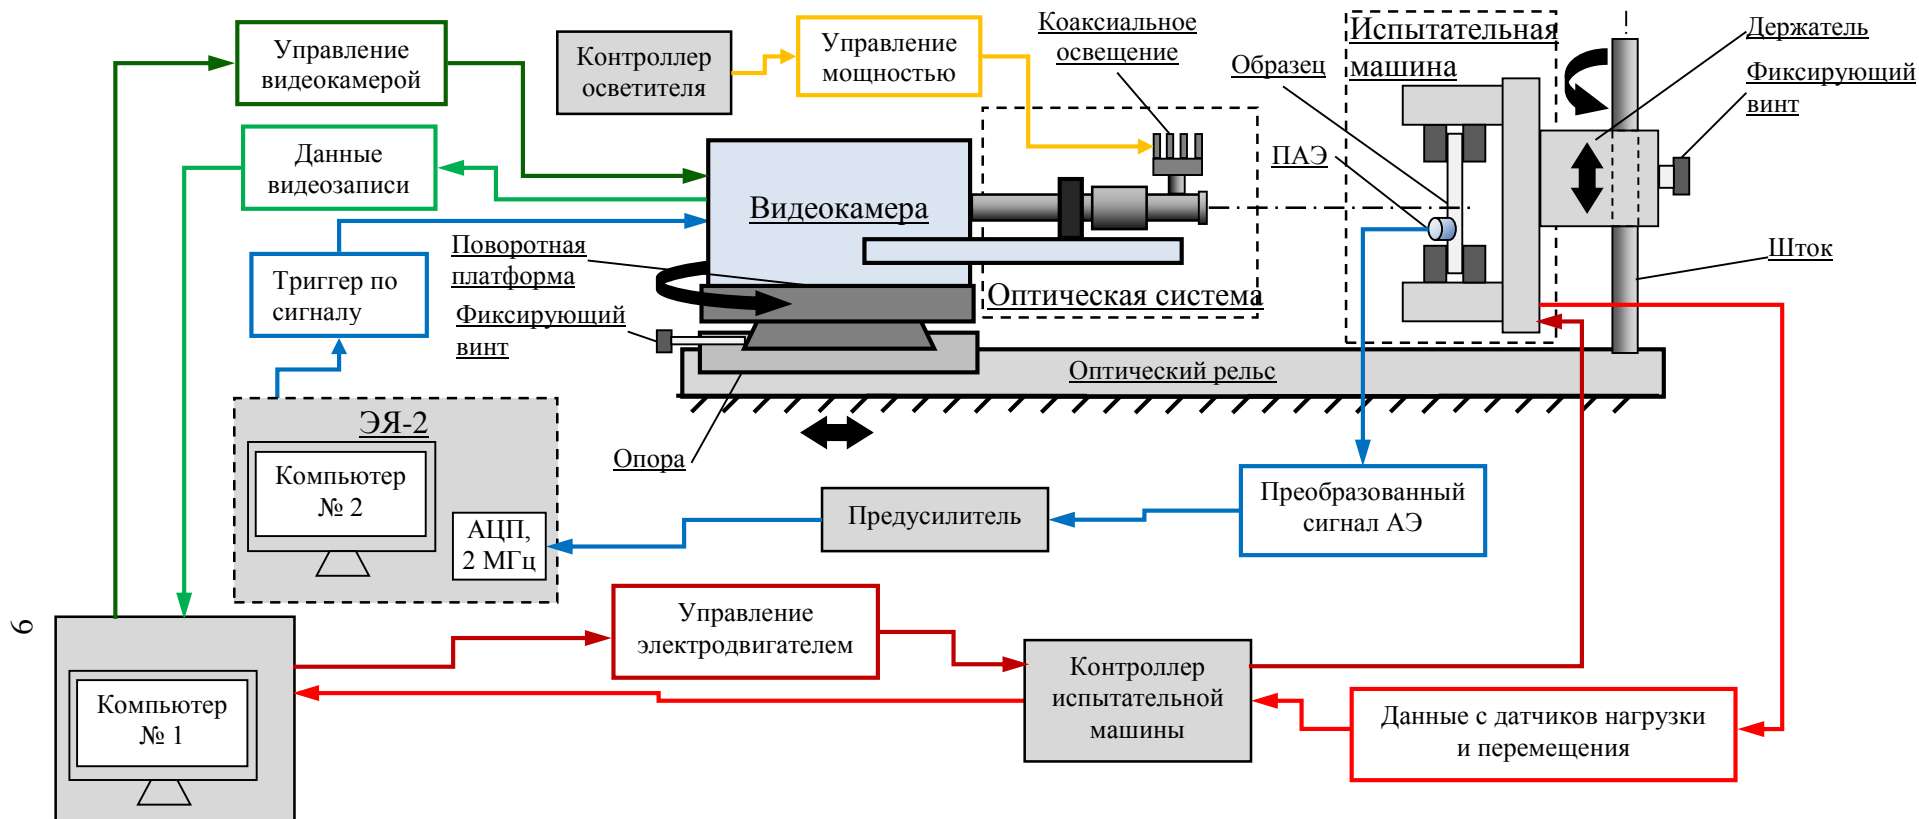 Управление
видеокамерой
Контроллер
осветителя
Управление
мощностью
Коаксиальное
освещение
Испытательная
машина
Образец
ПАЭ
Держатель
Фиксирующий
винт
Данные
видеозаписи
Видеокамера
Поворотная
платформа
Триггер по
сигналу
Фиксирующий
винт
Оптическая система
Шток
Оптический рельс
ЭЯ-2
Компьютер
№ 2
АЦП,
2 МГц
Опора
Предусилитель
Преобразованный
сигнал АЭ
6
Управление
электродвигателем
Компьютер
№ 1
Контроллер
испытательной
машины
Данные с датчиков нагрузки
и перемещения